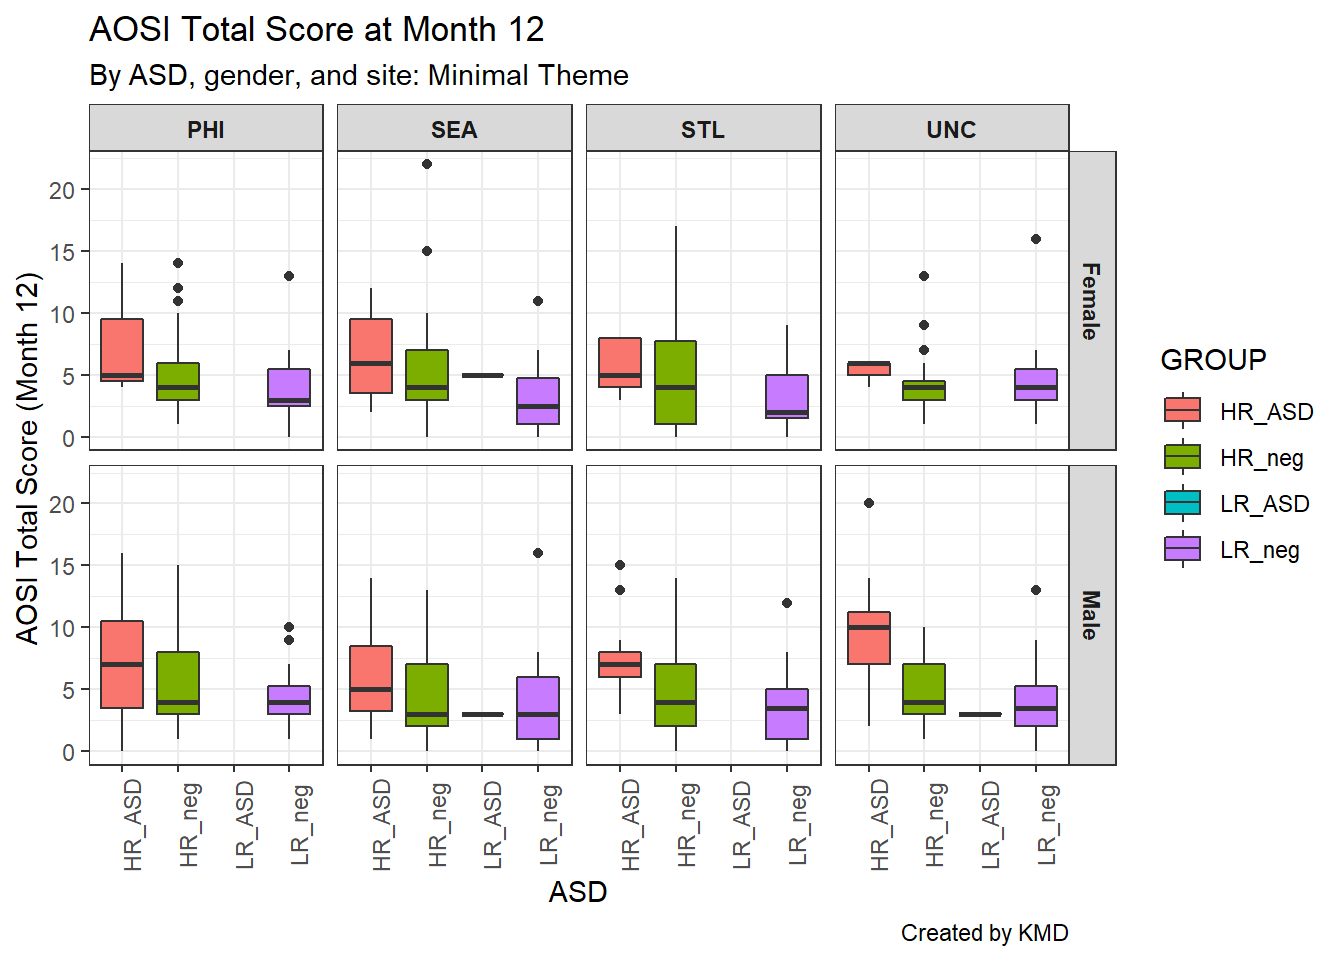 AOSI Total Score at Month 12
By ASD, gender, and site: Minimal Theme
PHI SEA STL UNC
AOSI Total Score (Month 12)
20
15
10
5
0
Female
20
15
10
5
0
Male
HR_ASD HR_neg LR_ASD LR_neg HR_ASD HR_neg LR_ASD LR_neg HR_ASD HR_neg LR_ASD LR_neg HR_ASD HR_neg LR_ASD LR_neg
ASD
GROUP
HR_ASD
HR_neg
LR_ASD
LR_neg
Created by KMD